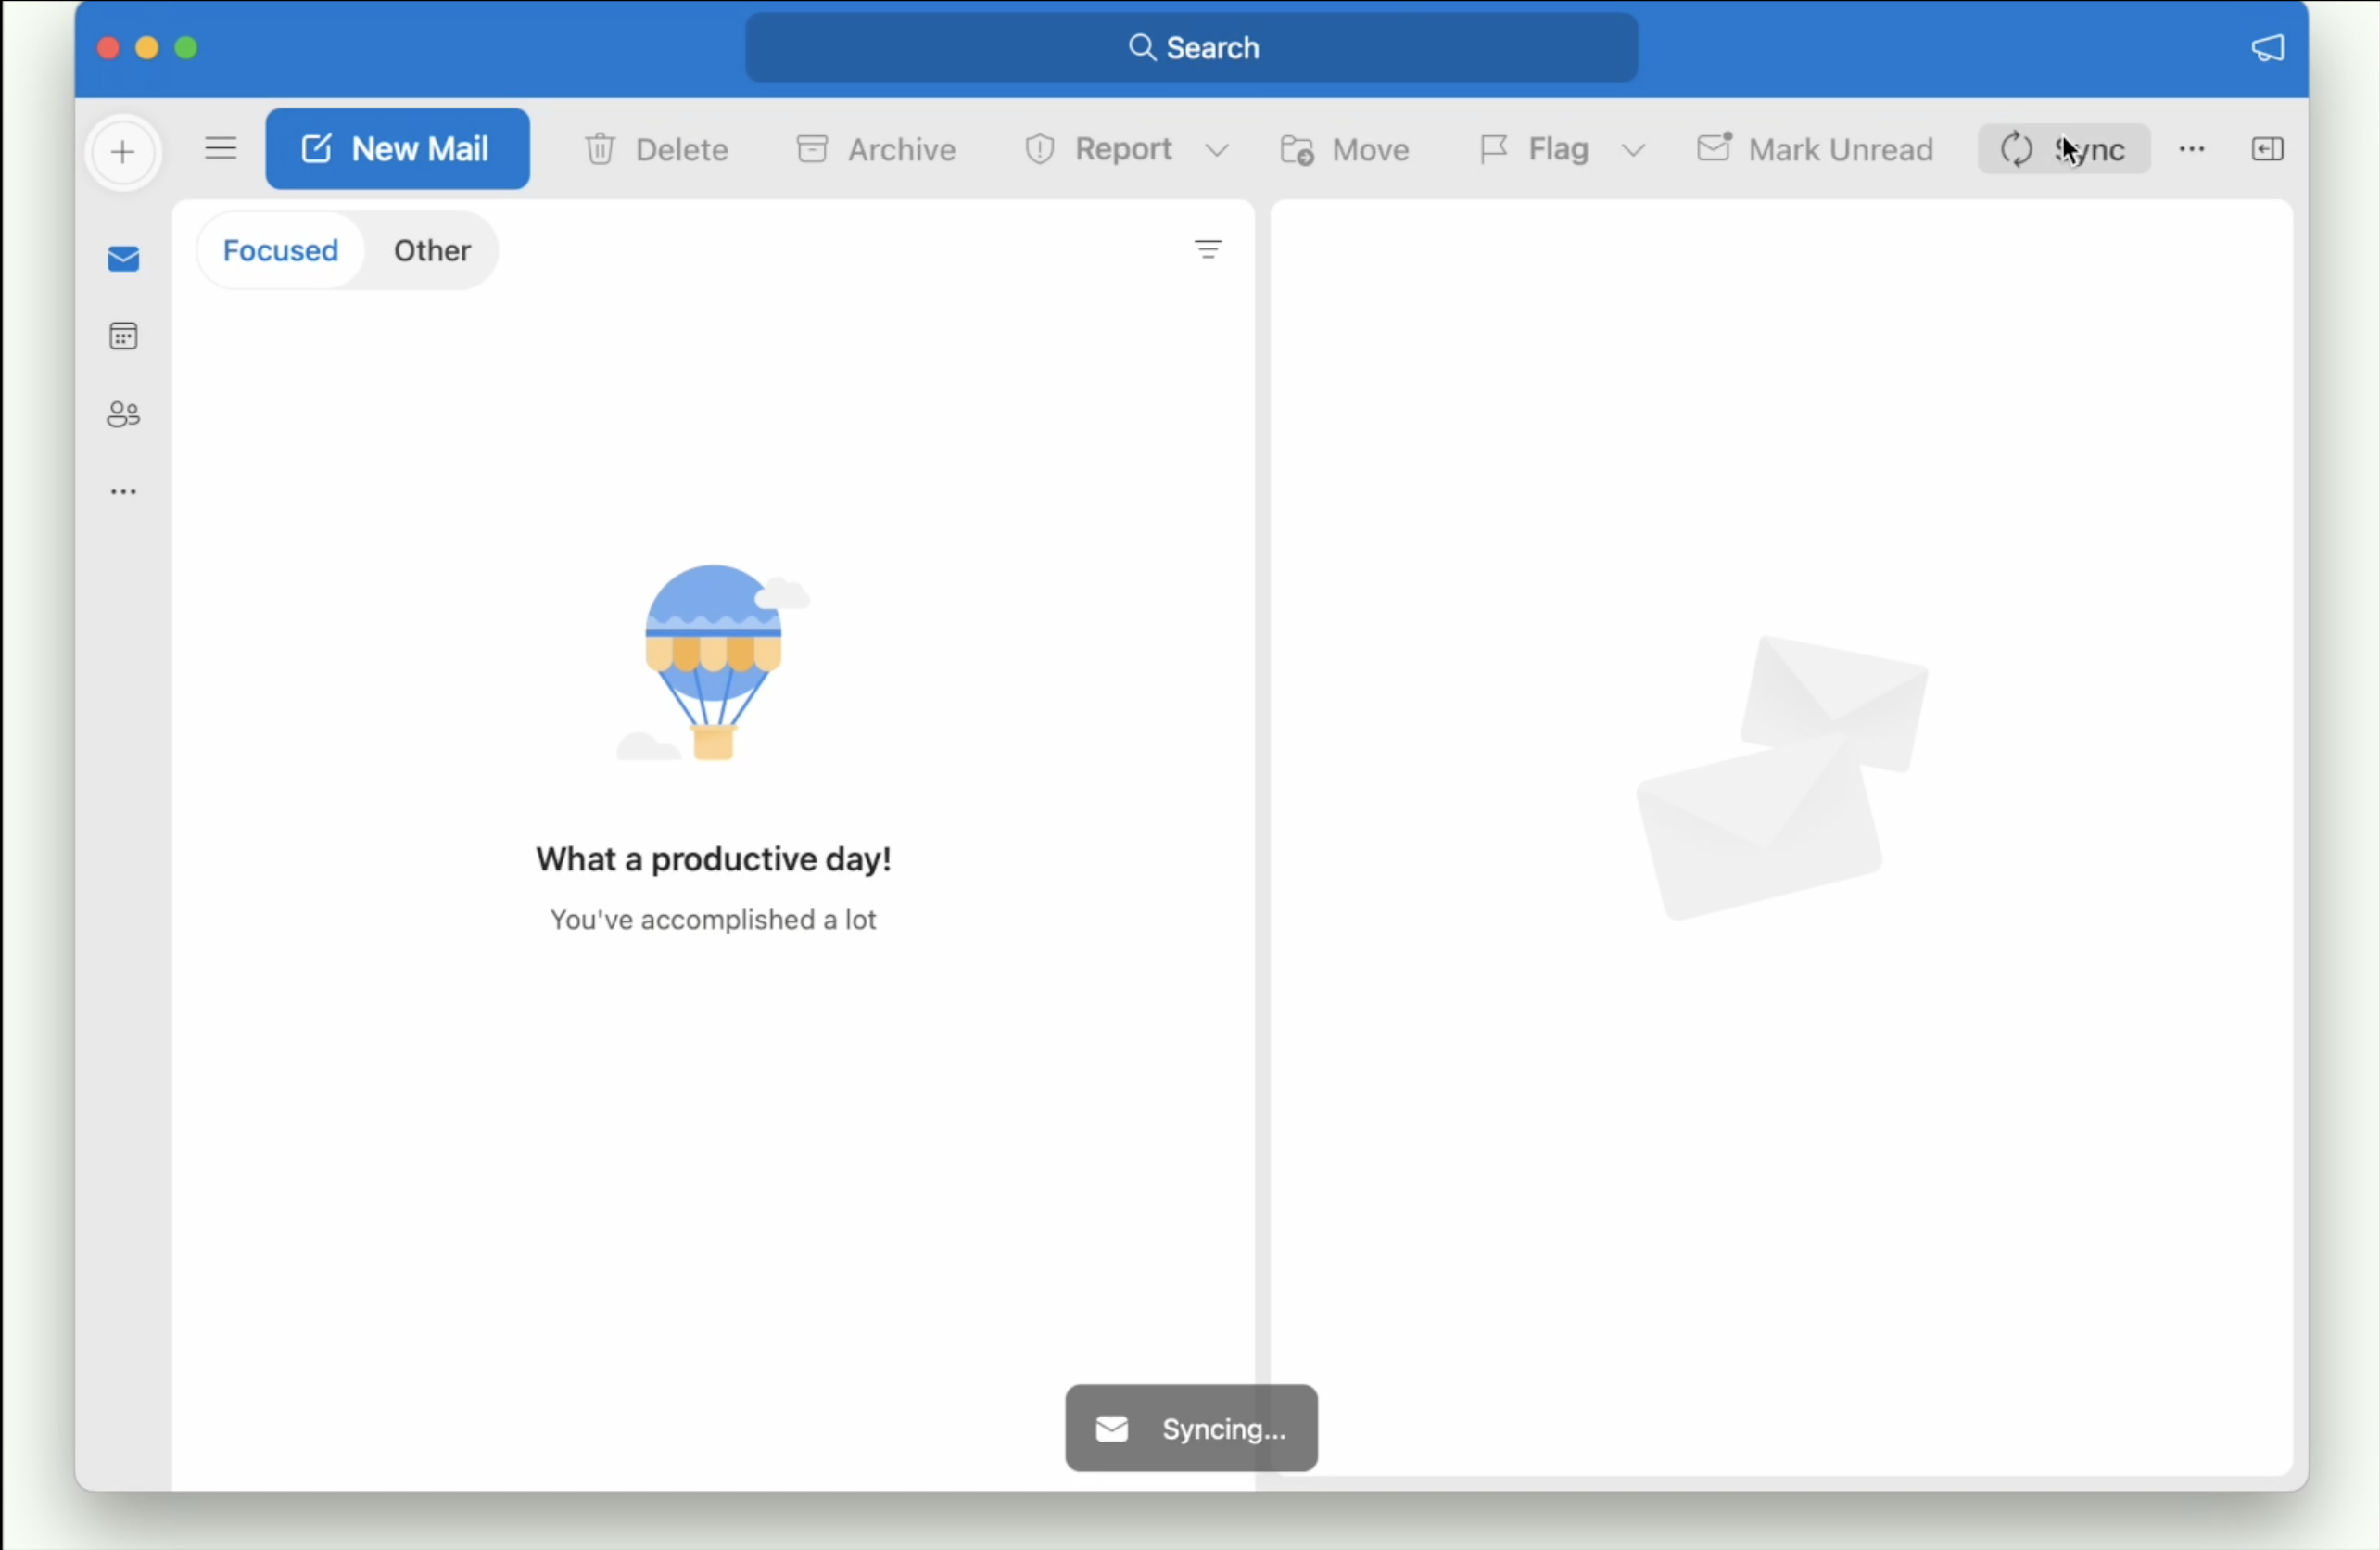 Search
New Mail
Delete
Archive
Report
Move
Flag
Mark Unread
Sync
Focused
Other
What a productive day!
You've accomplished a lot
Syncing...